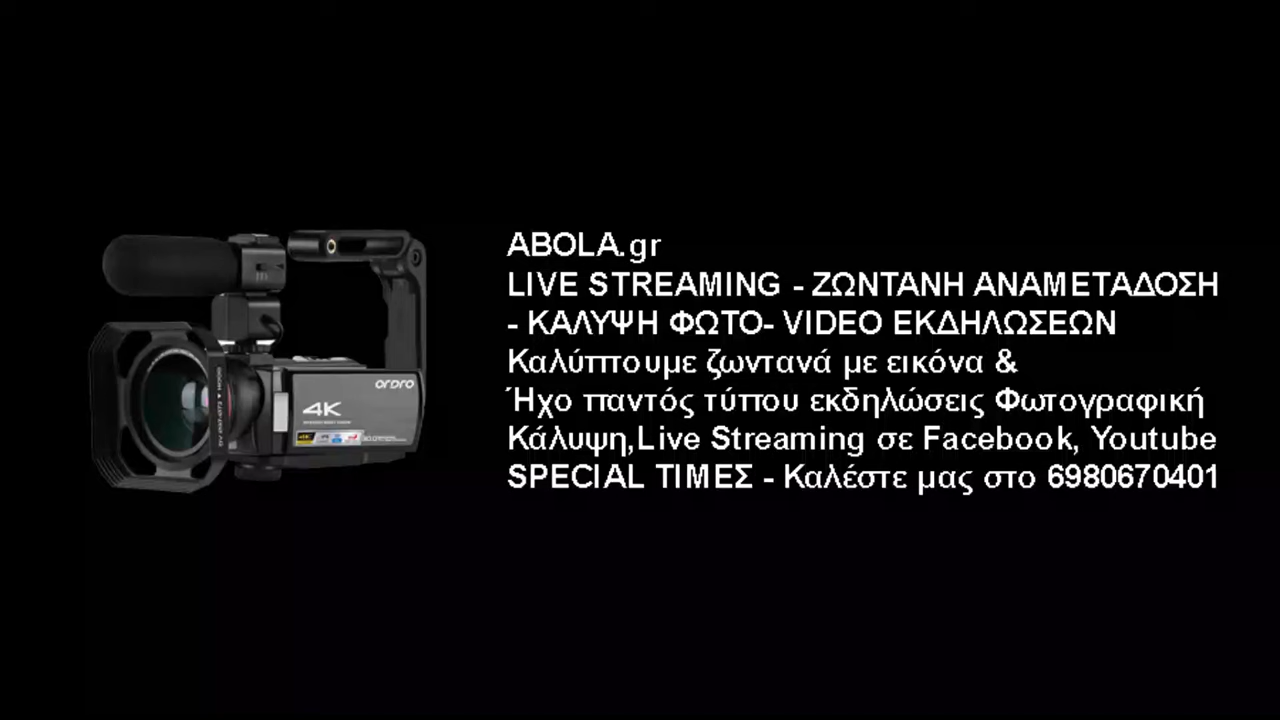 ABOLA.gr
LIVE STREAMING - ΖΩΝΤΑΝΗ ΑΝΑΜΕΤΑΔΟΣΗ
- ΚΑΛΥΨΗ ΦΩΤΟ- VIDEO ΕΚΔΗΛΩΣΕΩΝ
Καλύπτουμε ζωντανά με εικόνα &
Ήχο παντός τύπου εκδηλώσεις Φωτογραφική
Κάλυψη,Live Streaming σε Facebook, Youtube
SPECIAL TIMEΣ - Καλέστε μας στο 6980670401
ORDRO
4K